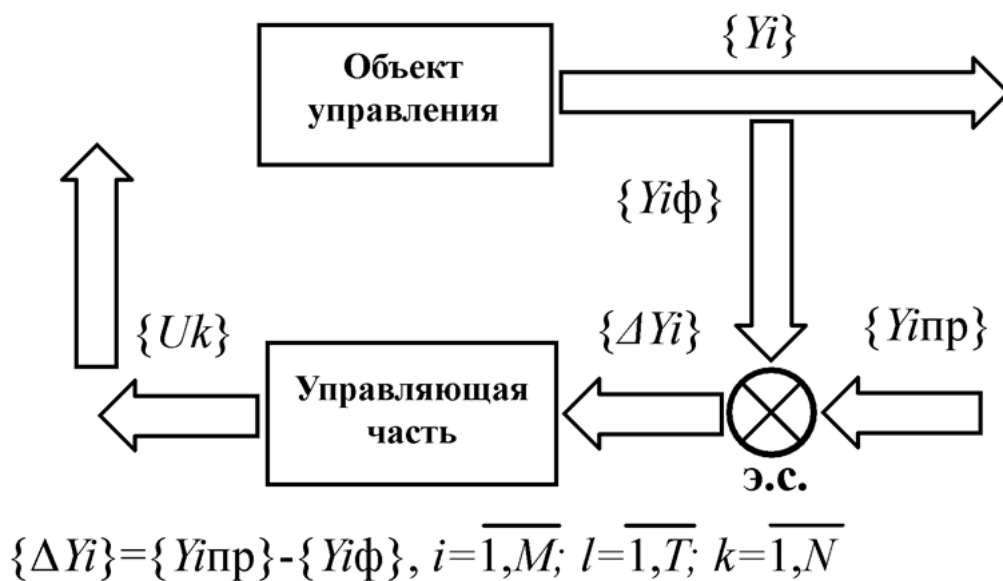 {Yi}
Объект
управления
{Yiф}
{Uk}
{ΔYi}
{Yiпр}
Управляющая
часть
э.с.
{ΔYi}={Yiпр}-{Yiф}, i=1,M; l=1,T; k=1,N